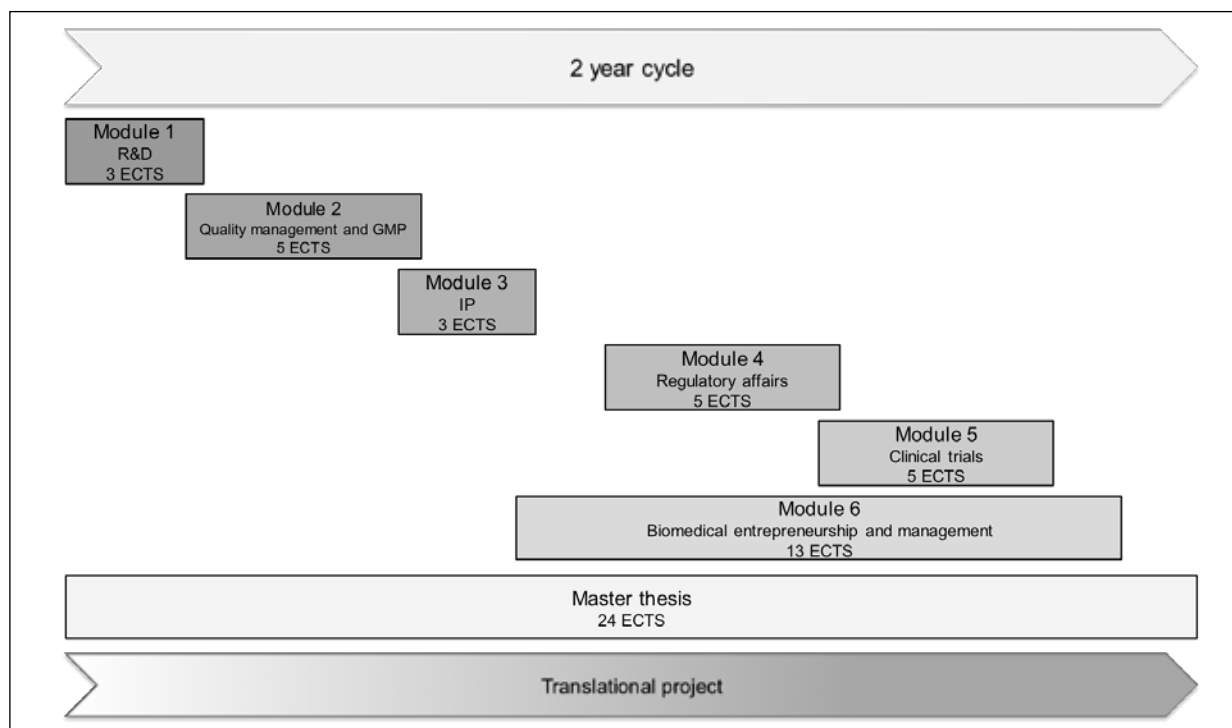 2 year cycle
Module 1
R&D
3 ECTS
Module 2
Quality management and GMP
5 ECTS
Module 3
IP
3 ECTS
Module 4
Regulatory affairs
5 ECTS
Module 5
Clinical trials
5 ECTS
Module 6
Biomedical entrepreneurship and management
13 ECTS
Master thesis
24 ECTS
Translational project